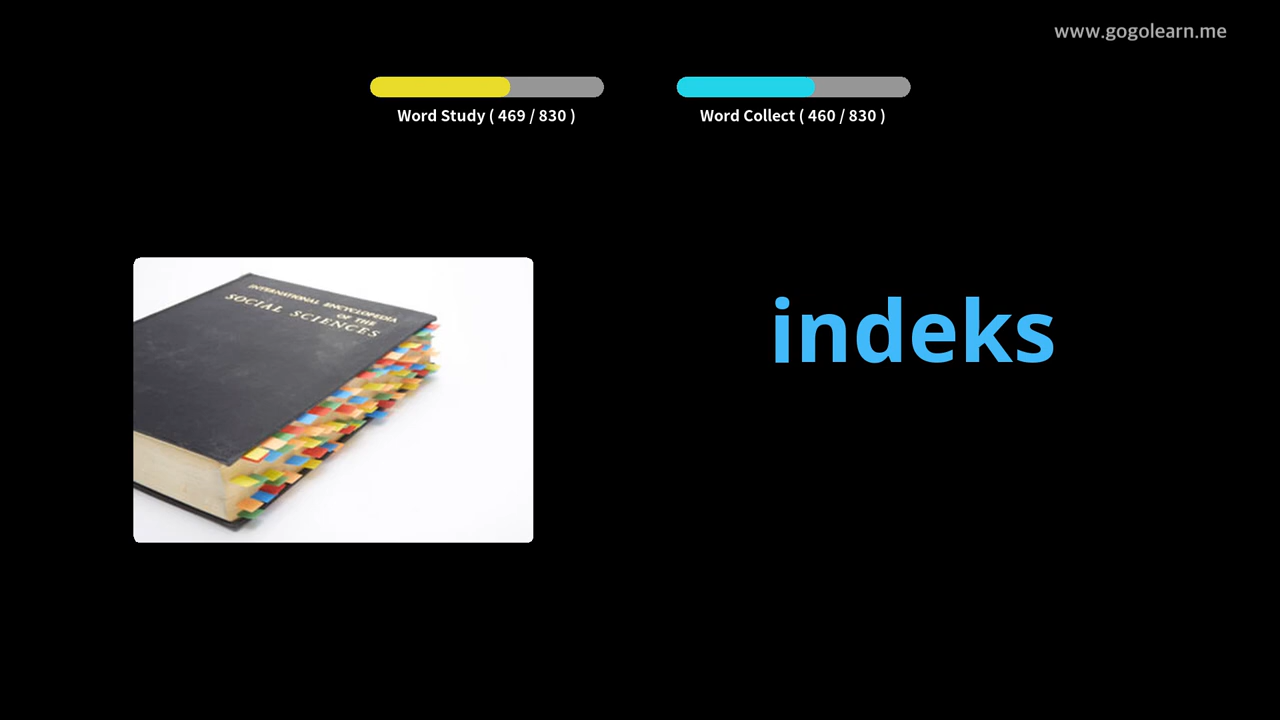 www.gogolearn.me
Word Study ( 469 / 830 )
Word Collect ( 460 / 830 )
INTERNATIONAL ENCYCLOPEDIA
OF THE
SOCIAL SCIENCES
indeks